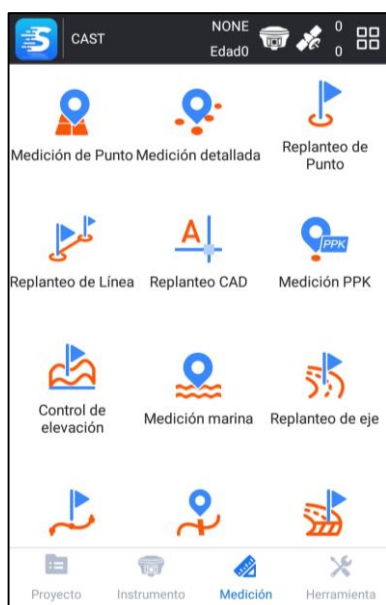 S CAST NONE 0
Edad0 0
Medición de Punto Medición detallada Replanteo de
Punto
Replanteo de Línea A Replanteo CAD PPK Medición PPK
Control de
elevación Medición marina Replanteo de eje
Proyecto Instrumento Medición Herramienta